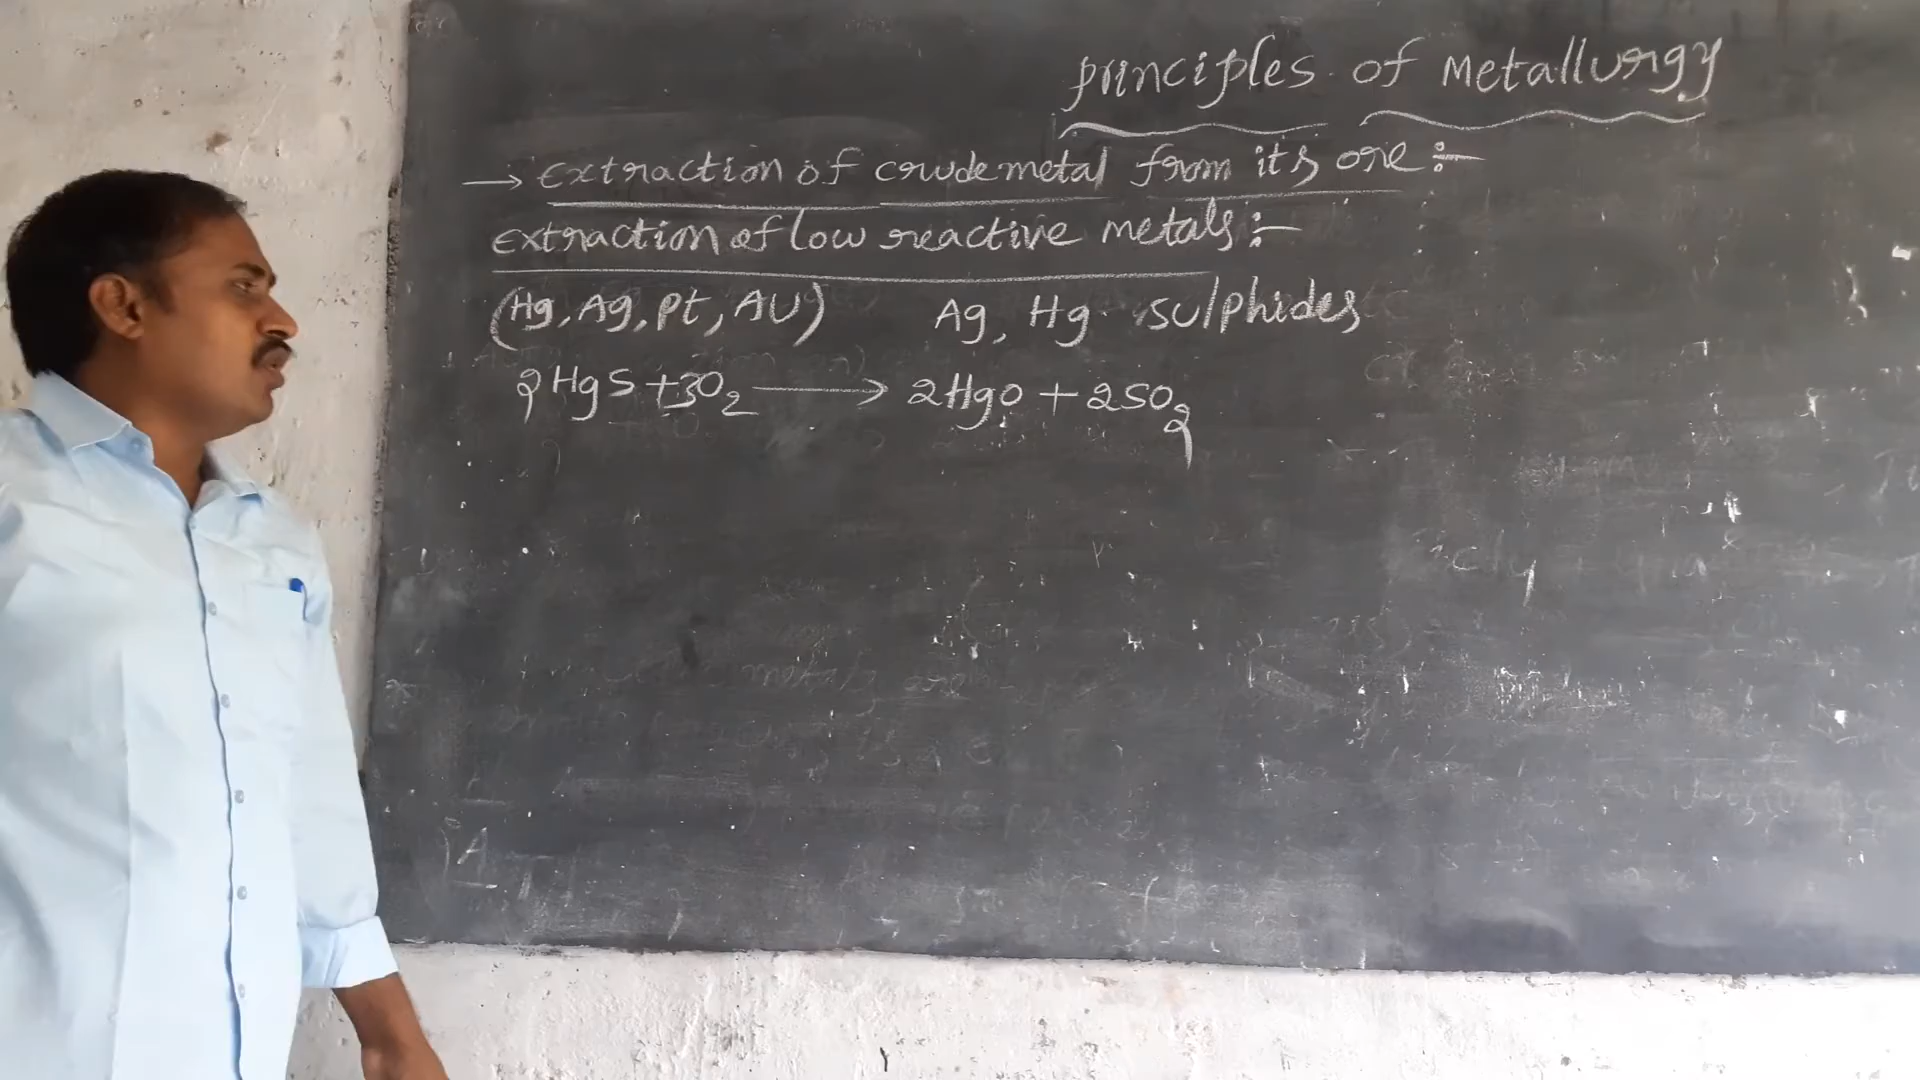 principles of Metallurgy
→ Extraction of crude metal from its ore :-
Extraction of low reactive metals :-
(Hg, Ag, Pt, AU) Ag, Hg sulphides
2HgS + 3O₂ ⟶ 2HgO + 2SO₂